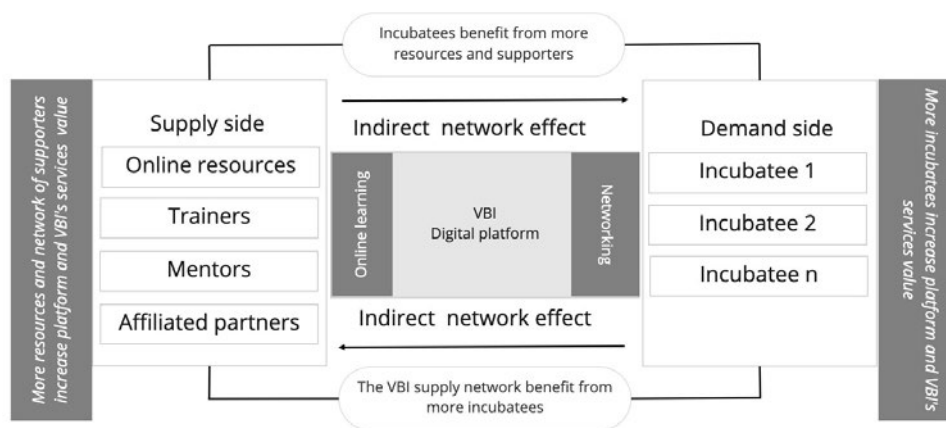 Incubatees benefit from more
resources and supporters
More resources and network of supporters
increase platform and VBI's services value
Supply side
Online resources
Trainers
Mentors
Affiliated partners
Indirect network effect
Online learning
VBI
Digital platform
Networking
Indirect network effect
Demand side
Incubatee 1
Incubatee 2
Incubatee n
More incubatees increase platform and VBI's
services value
The VBI supply network benefit from
more incubatees